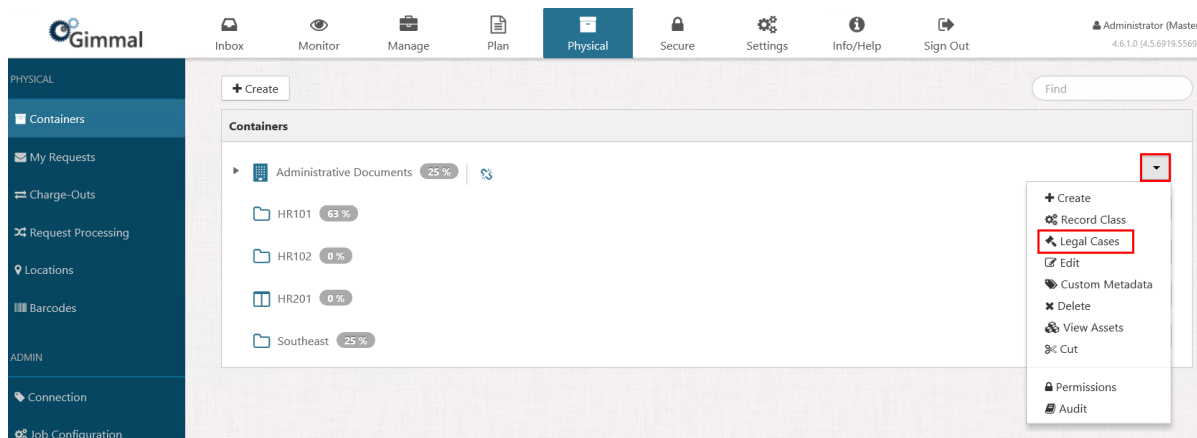 Gimmal
Inbox
Monitor
Manage
Plan
Physical
Secure
Settings
Info/Help
Sign Out
Administrator (Master
4.6.1.0 (4.5.6919.5569
PHYSICAL
Containers
My Requests
Charge-Outs
Request Processing
Locations
Barcodes
ADMIN
Connection
Job Configuration
Create
Find
Containers
Administrative Documents 25 %
HR101 63 %
HR102 0 %
HR201 0 %
Southeast 25 %
Create
Record Class
Legal Cases
Edit
Custom Metadata
Delete
View Assets
Cut
Permissions
Audit